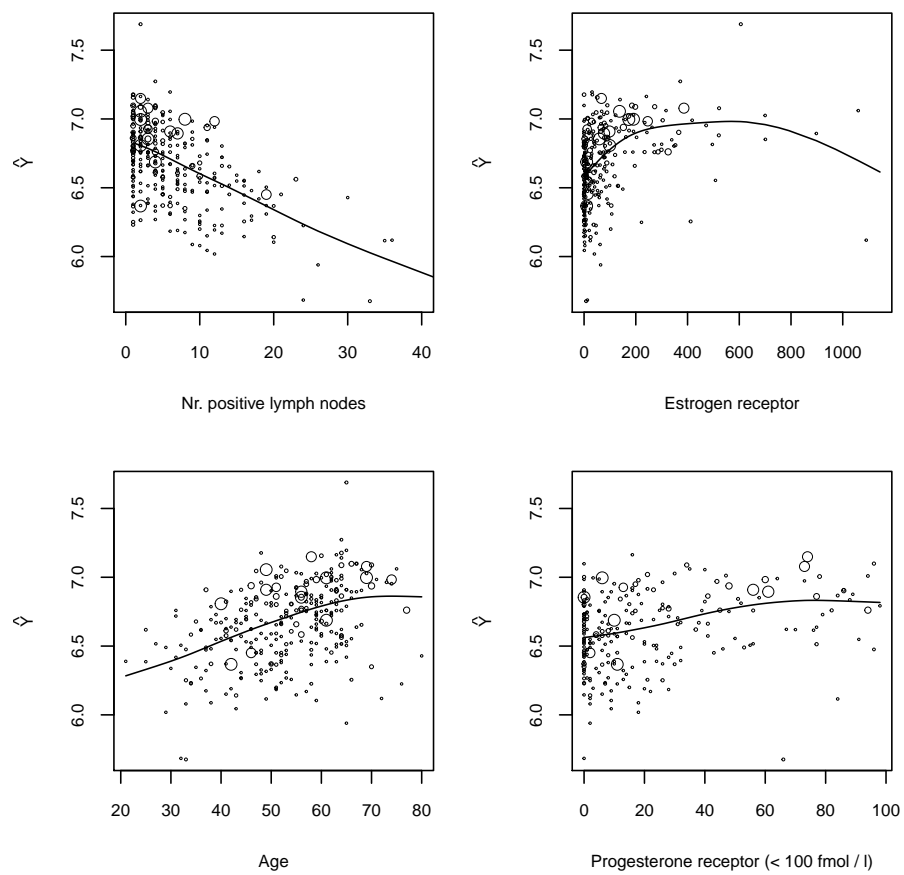 7.5
7.0
6.5
6.0
Ŷ
0 10 20 30 40
Nr. positive lymph nodes
7.5
7.0
6.5
6.0
Ŷ
0 200 400 600 800 1000
Estrogen receptor
7.5
7.0
6.5
6.0
Ŷ
20 30 40 50 60 70 80
Age
7.5
7.0
6.5
6.0
Ŷ
0 20 40 60 80 100
Progesterone receptor (< 100 fmol / l)